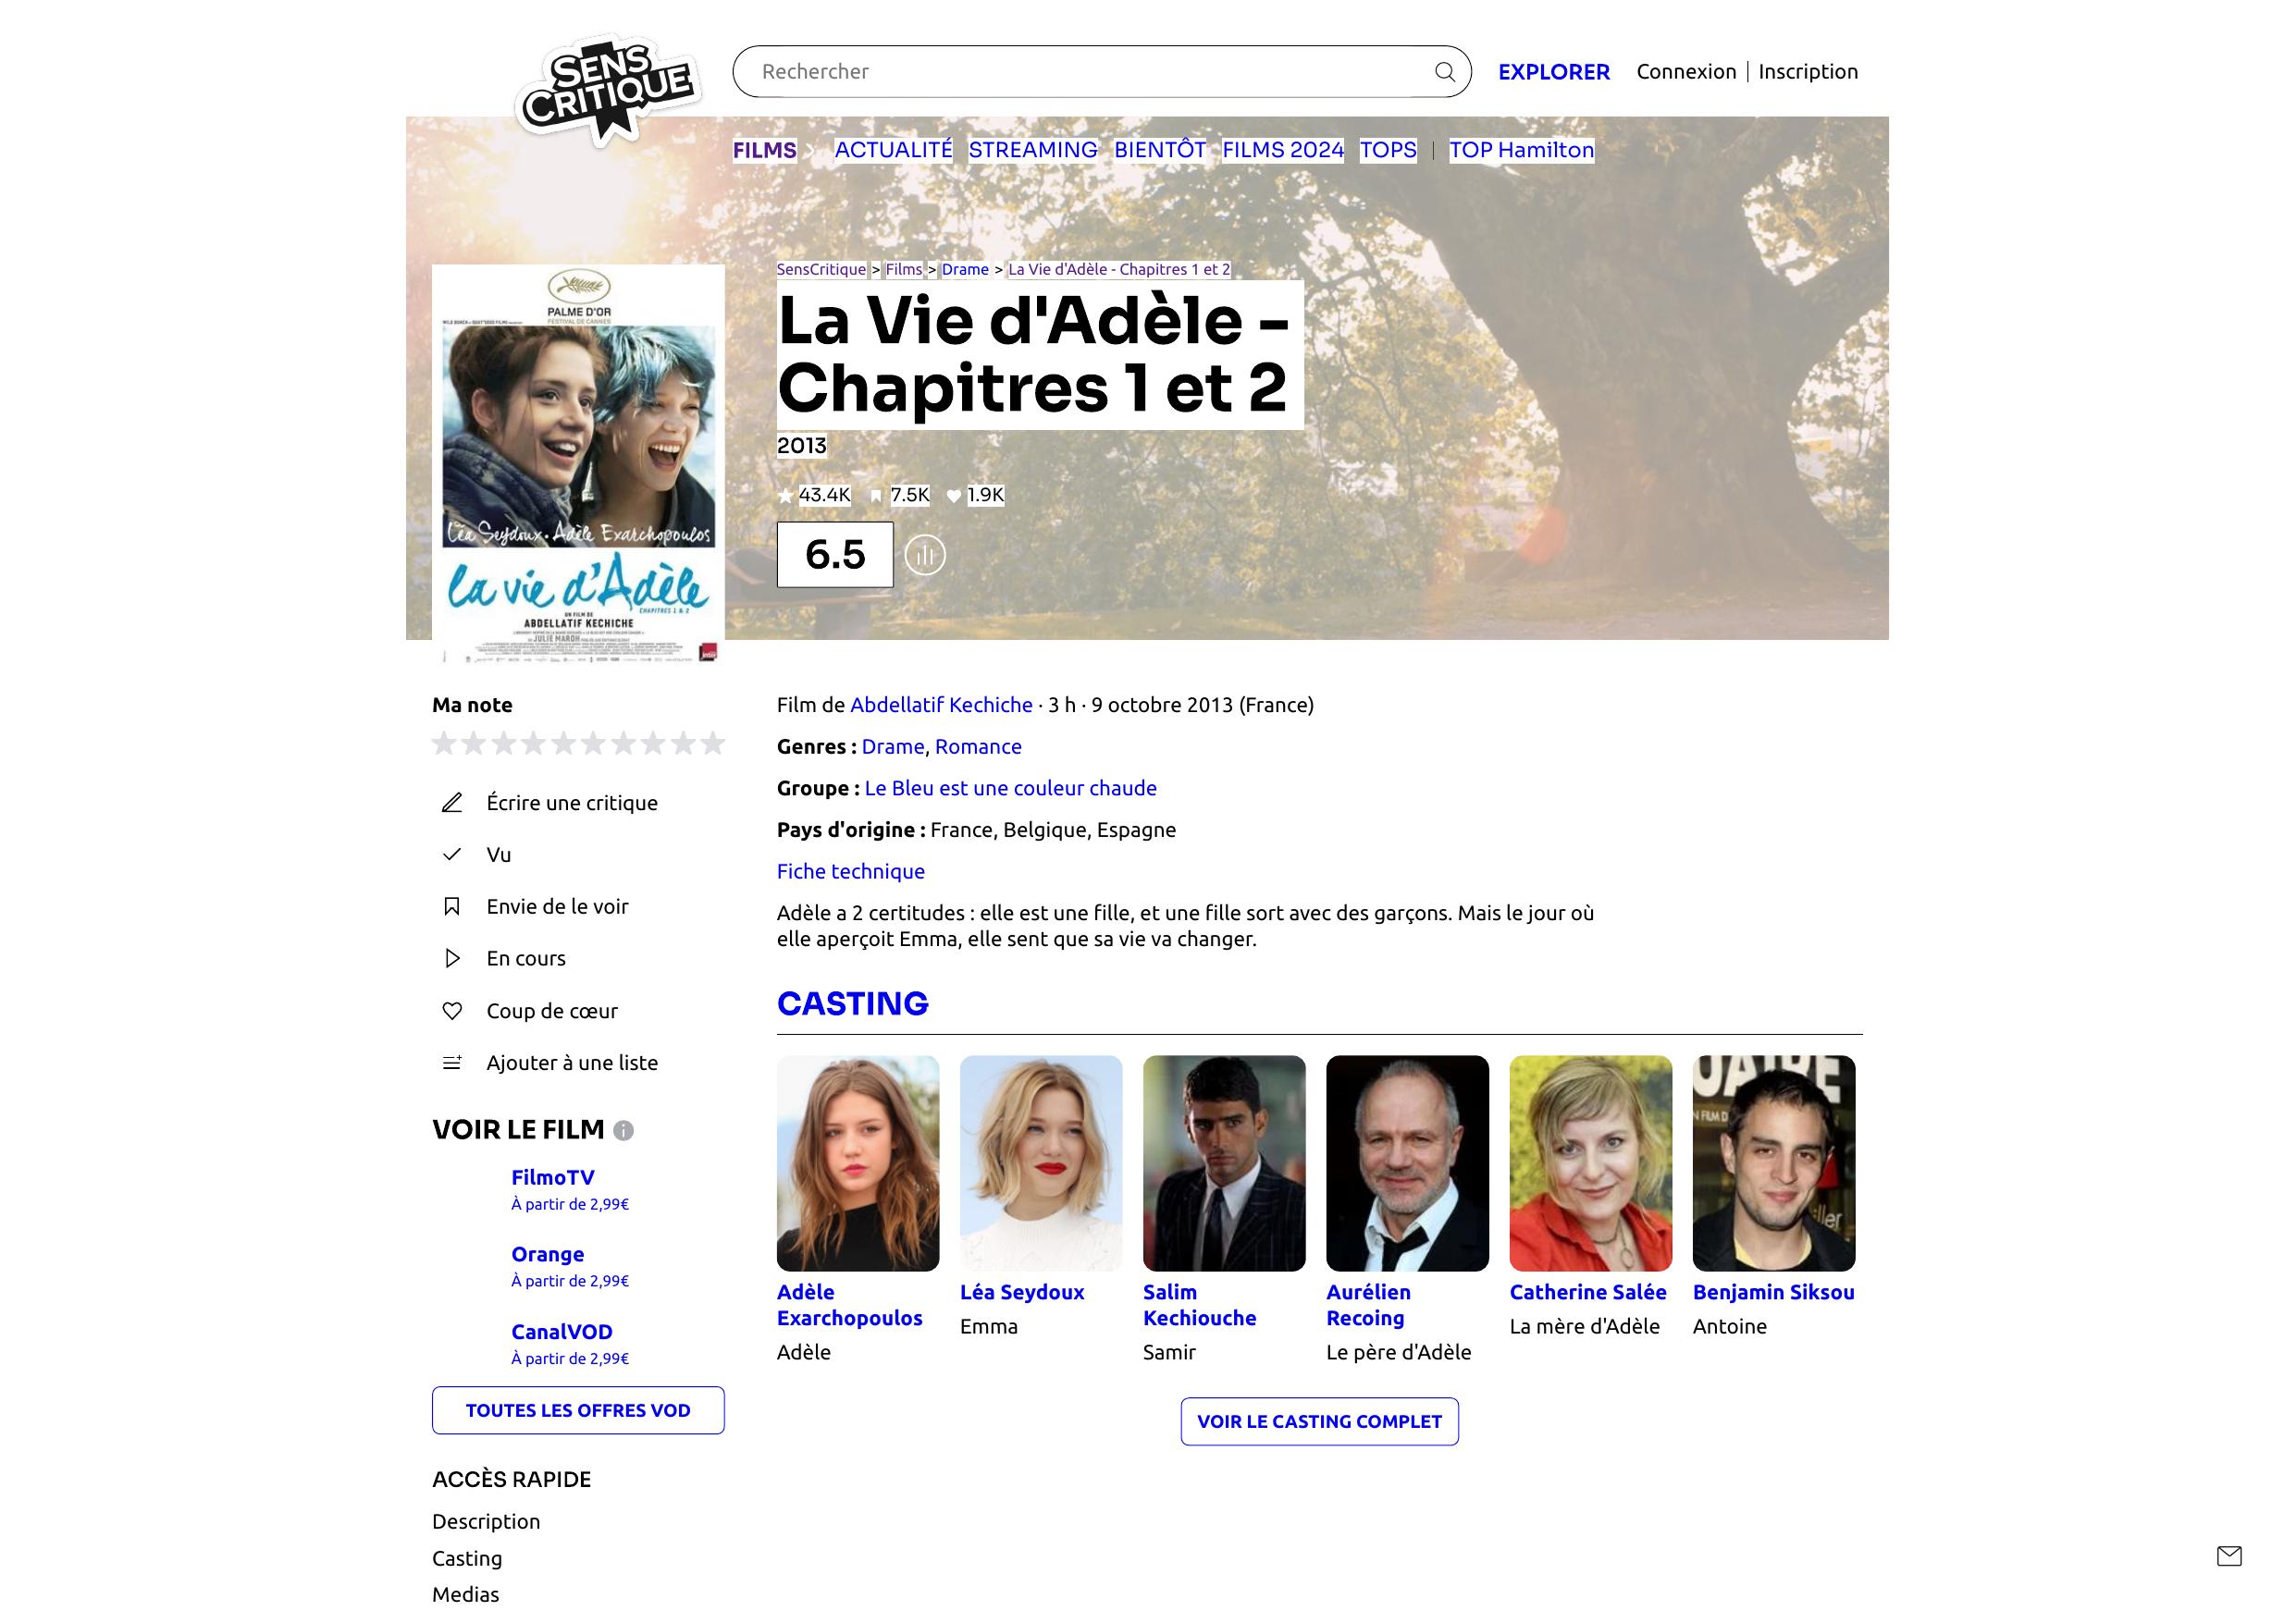 SENS
CRITIQUE
Rechercher
EXPLORER
Connexion | Inscription
FILMS
ACTUALITÉ
STREAMING
BIENTÔT
FILMS 2024
TOPS
|
TOP Hamilton
SensCritique > Films > Drame > La Vie d'Adèle - Chapitres 1 et 2
La Vie d'Adèle -
Chapitres 1 et 2
2013
43.4K 7.5K 1.9K
6.5
PALME D'OR
FESTIVAL DE CANNES
Léa Seydoux • Adèle Exarchopoulos
la vie d'Adèle
CHAPITRES 1 & 2
UN FILM DE
ABDELLATIF KECHICHE
JULIE MAROH
inter
Ma note
Écrire une critique
Vu
Envie de le voir
En cours
Coup de cœur
Ajouter à une liste
VOIR LE FILM
FilmoTV
À partir de 2,99€
Orange
À partir de 2,99€
CanalVOD
À partir de 2,99€
TOUTES LES OFFRES VOD
ACCÈS RAPIDE
Description
Casting
Medias
Film de Abdellatif Kechiche · 3 h · 9 octobre 2013 (France)
Genres : Drame, Romance
Groupe : Le Bleu est une couleur chaude
Pays d'origine : France, Belgique, Espagne
Fiche technique
Adèle a 2 certitudes : elle est une fille, et une fille sort avec des garçons. Mais le jour où
elle aperçoit Emma, elle sent que sa vie va changer.
CASTING
Adèle
Exarchopoulos
Adèle
Léa Seydoux
Emma
Salim
Kechiouche
Samir
Aurélien
Recoing
Le père d'Adèle
Catherine Salée
La mère d'Adèle
N FILM D
Benjamin Siksou
Antoine
VOIR LE CASTING COMPLET